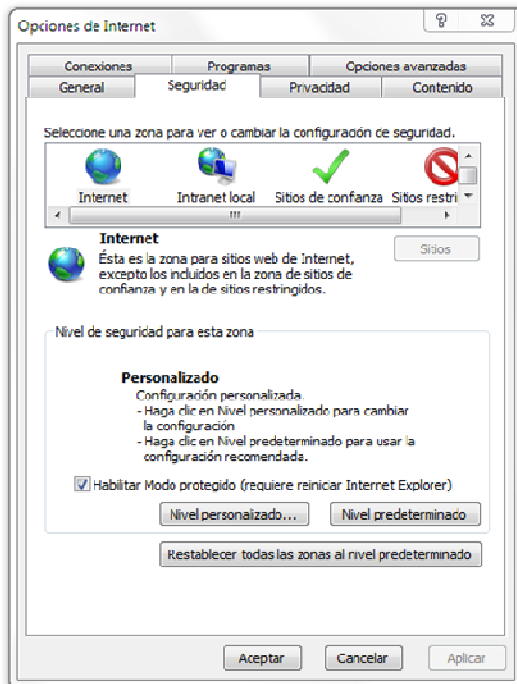 Opciones de Internet
Conexiones Programas Opciones avanzadas
General Seguridad Privacidad Contenido
Seleccione una zona para ver o cambiar la configuración de seguridad.
Internet Intranet local Sitios de confianza Sitios restri
Internet
Sitios
Ésta es la zona para sitios web de Internet,
excepto los incluidos en la zona de sitios de
confianza y en la de sitios restringidos.
Nivel de seguridad para esta zona
Personalizado
Configuración personalizada.
- Haga clic en Nivel personalizado para cambiar
la configuración
- Haga clic en Nivel predeterminado para usar la
configuración recomendada.
Habilitar Modo protegido (requiere reiniciar Internet Explorer)
Nivel personalizado... Nivel predeterminado
Restablecer todas las zonas al nivel predeterminado
Aceptar Cancelar Aplicar